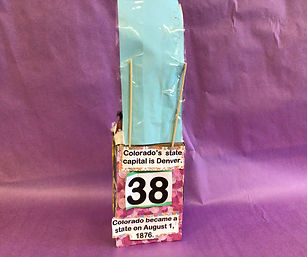 Colorado's state
capital is Denver.
38
Colorado became a
state on August 1,
1876.